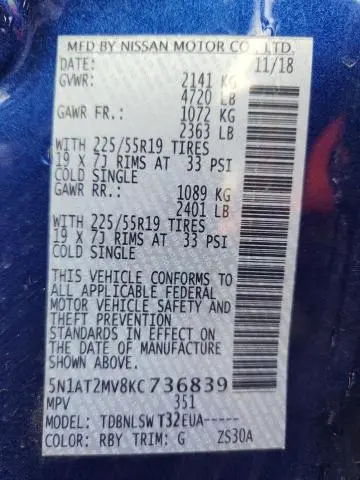 MFD BY NISSAN MOTOR CO., LTD.
DATE: 11/18
GVWR: 2141 KG
4720 LB
GAWR FR.: 1072 KG
2363 LB
WITH 225/55R19 TIRES
19 X 7J RIMS AT 33 PSI
COLD SINGLE
GAWR RR.: 1089 KG
2401 LB
WITH 225/55R19 TIRES
19 X 7J RIMS AT 33 PSI
COLD SINGLE
THIS VEHICLE CONFORMS TO
ALL APPLICABLE FEDERAL
MOTOR VEHICLE SAFETY AND
THEFT PREVENTION
STANDARDS IN EFFECT ON THE
DATE OF MANUFACTURE
SHOWN ABOVE.
5N1AT2MV8KC736839
MPV 351
MODEL: TDBNLSW T32EUA-----
COLOR: RBY TRIM: G ZS30A